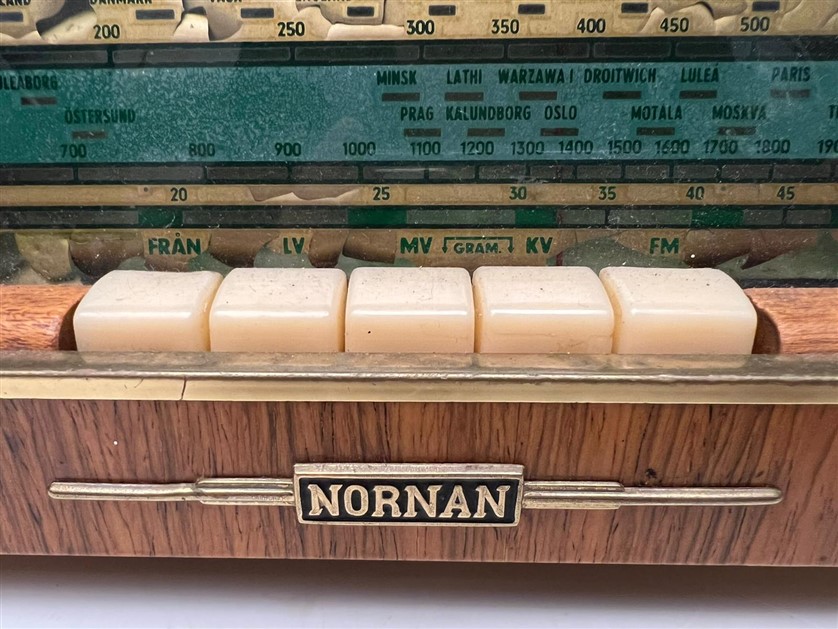 DANMARK
200 250 300 350 400 450 500
ULEABORG MINSK LATHI WARZAWA I DROITWICH LULEÅ PARIS
ÖSTERSUND PRAG KALUNDBORG OSLO MOTALA MOSKVA
700 800 900 1000 1100 1200 1300 1400 1500 1600 1700 1800
20 25 30 35 40 45
FRÅN LV MV GRAM. KV FM
NORNAN